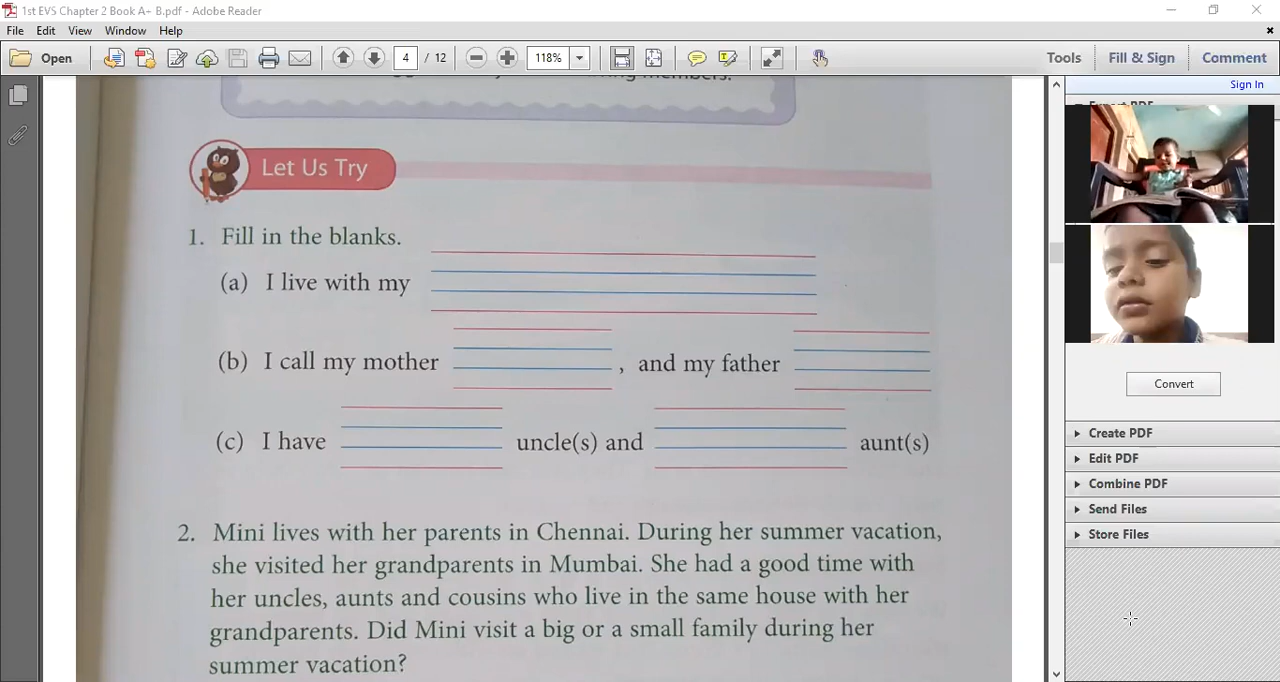 1st EVS Chapter 2 Book A+ B.pdf - Adobe Reader
File Edit View Window Help
Open 4 / 12 118% Tools Fill & Sign Comment
Sign In
members.
Let Us Try
1. Fill in the blanks.
(a) I live with my
(b) I call my mother , and my father
(c) I have uncle(s) and aunt(s)
2. Mini lives with her parents in Chennai. During her summer vacation,
she visited her grandparents in Mumbai. She had a good time with
her uncles, aunts and cousins who live in the same house with her
grandparents. Did Mini visit a big or a small family during her
summer vacation?
Convert
Create PDF
Edit PDF
Combine PDF
Send Files
Store Files